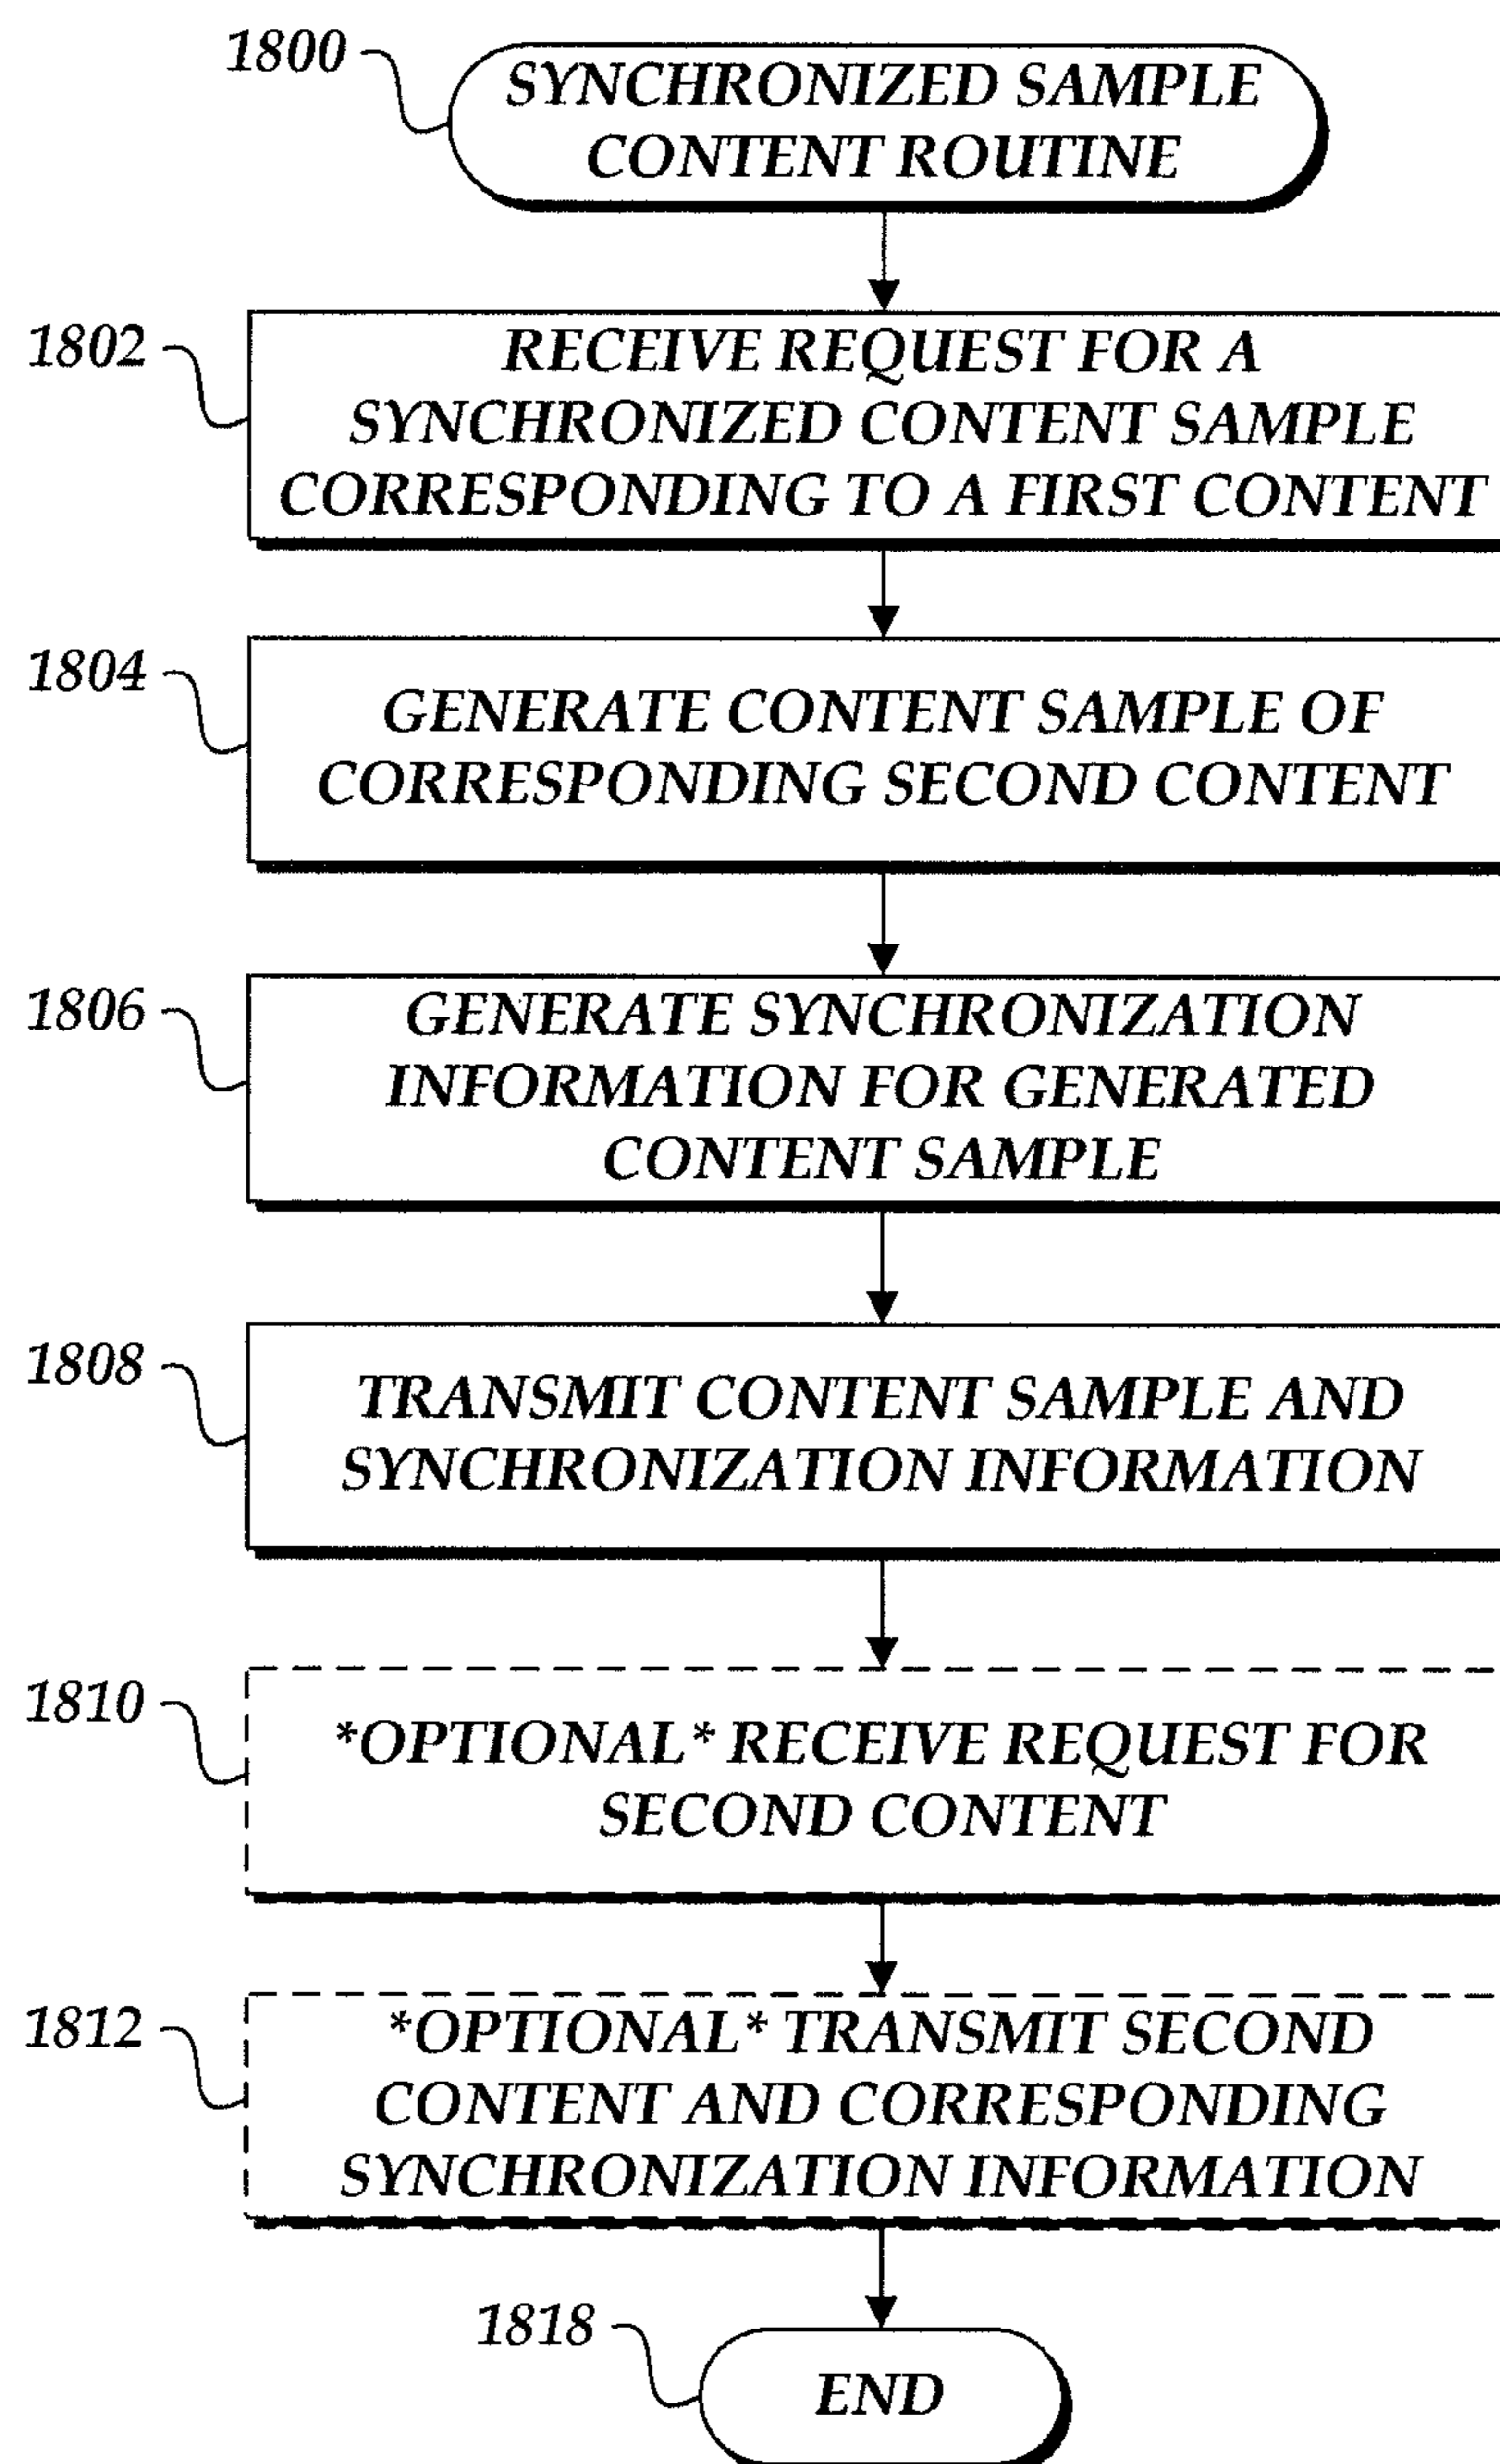 1800
SYNCHRONIZED SAMPLE
CONTENT ROUTINE
1802
RECEIVE REQUEST FOR A
SYNCHRONIZED CONTENT SAMPLE
CORRESPONDING TO A FIRST CONTENT
1804
GENERATE CONTENT SAMPLE OF
CORRESPONDING SECOND CONTENT
1806
GENERATE SYNCHRONIZATION
INFORMATION FOR GENERATED
CONTENT SAMPLE
1808
TRANSMIT CONTENT SAMPLE AND
SYNCHRONIZATION INFORMATION
1810
*OPTIONAL* RECEIVE REQUEST FOR
SECOND CONTENT
1812
*OPTIONAL* TRANSMIT SECOND
CONTENT AND CORRESPONDING
SYNCHRONIZATION INFORMATION
1818
END